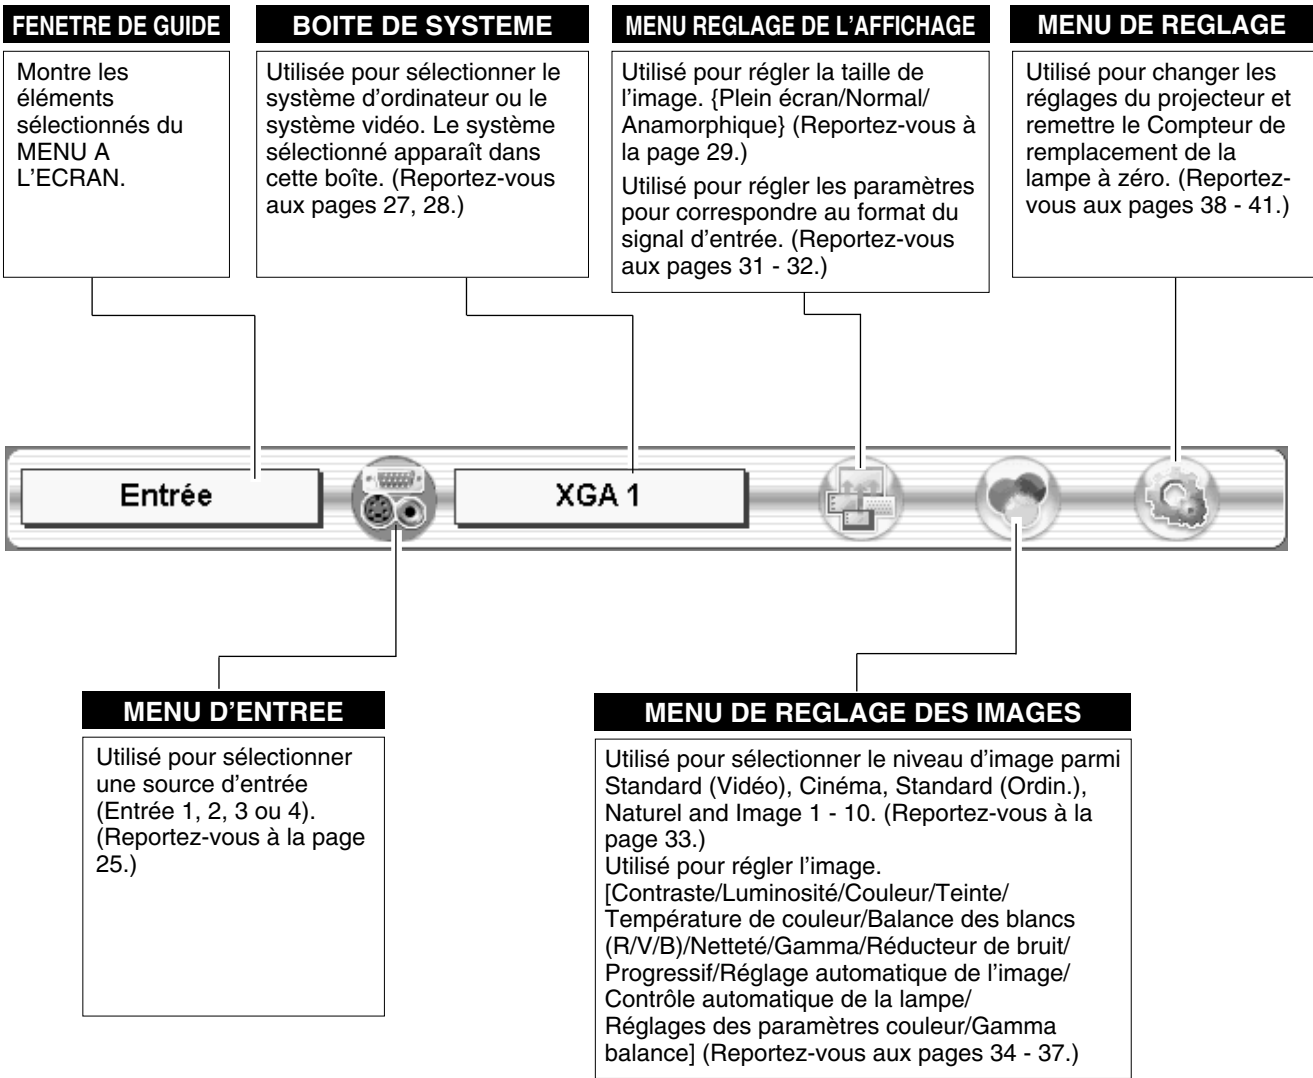 FENETRE DE GUIDE
Montre les
éléments
sélectionnés du
MENU A
L'ECRAN.
BOITE DE SYSTEME
Utilisée pour sélectionner le
système d'ordinateur ou le
système vidéo. Le système
sélectionné apparaît dans
cette boîte. (Reportez-vous
aux pages 27, 28.)
MENU REGLAGE DE L'AFFICHAGE
Utilisé pour régler la taille de
l'image. {Plein écran/Normal/
Anamorphique} (Reportez-vous à
la page 29.)
Utilisé pour régler les paramètres
pour correspondre au format du
signal d'entrée. (Reportez-vous
aux pages 31 - 32.)
MENU DE REGLAGE
Utilisé pour changer les
réglages du projecteur et
remettre le Compteur de
remplacement de la
lampe à zéro. (Reportez-
vous aux pages 38 - 41.)
Entrée
XGA 1
MENU D'ENTREE
Utilisé pour sélectionner
une source d'entrée
(Entrée 1, 2, 3 ou 4).
(Reportez-vous à la page
25.)
MENU DE REGLAGE DES IMAGES
Utilisé pour sélectionner le niveau d'image parmi
Standard (Vidéo), Cinéma, Standard (Ordin.),
Naturel and Image 1 - 10. (Reportez-vous à la
page 33.)
Utilisé pour régler l'image.
[Contraste/Luminosité/Couleur/Teinte/
Température de couleur/Balance des blancs
(R/V/B)/Netteté/Gamma/Réducteur de bruit/
Progressif/Réglage automatique de l'image/
Contrôle automatique de la lampe/
Réglages des paramètres couleur/Gamma
balance] (Reportez-vous aux pages 34 - 37.)